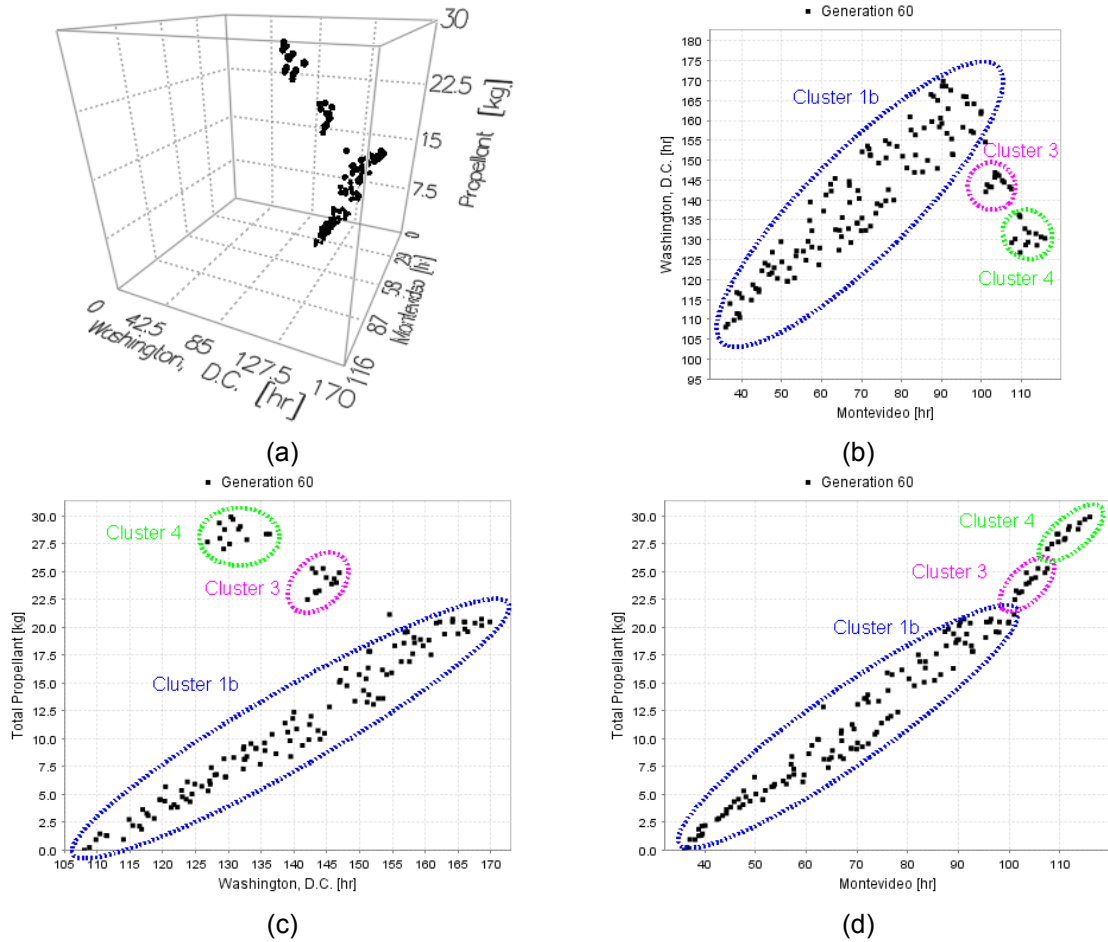 30
22.5
15
7.5
0
Propellant [kg]
0
29
58
87
116
Montevideo [hr]
0
42.5
85
127.5
170
Washington, D.C. [hr]
(a)
Generation 60
180
175
170
165
160
155
150
145
140
135
130
125
120
115
110
105
100
95
Washington, D.C. [hr]
Cluster 1b
Cluster 3
Cluster 4
40 50 60 70 80 90 100 110
Montevideo [hr]
(b)
Generation 60
30.0
27.5
25.0
22.5
20.0
17.5
15.0
12.5
10.0
7.5
5.0
2.5
0.0
Total Propellant [kg]
Cluster 4
Cluster 3
Cluster 1b
105 110 115 120 125 130 135 140 145 150 155 160 165 170
Washington, D.C. [hr]
(c)
Generation 60
30.0
27.5
25.0
22.5
20.0
17.5
15.0
12.5
10.0
7.5
5.0
2.5
0.0
Total Propellant [kg]
Cluster 4
Cluster 3
Cluster 1b
40 50 60 70 80 90 100 110
Montevideo [hr]
(d)